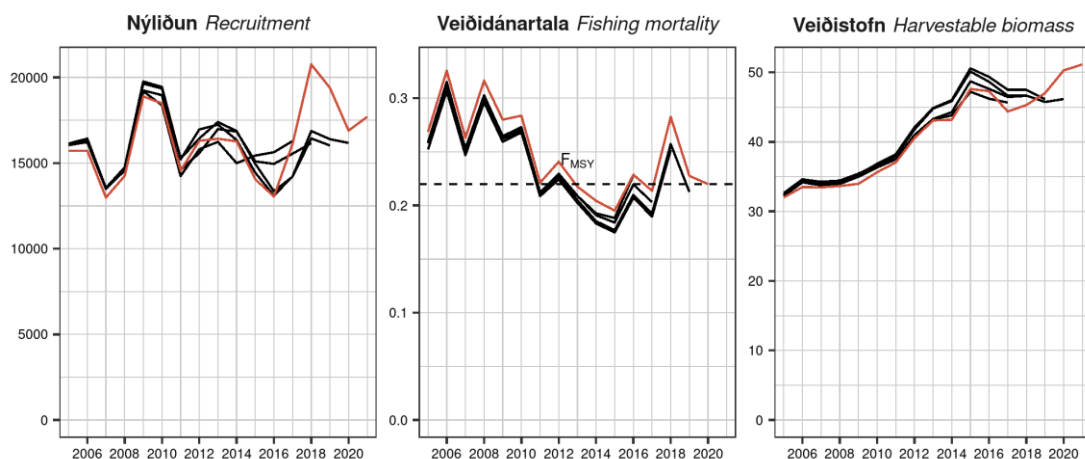 Nýliðun Recruitment
20000
15000
10000
5000
0
2006 2008 2010 2012 2014 2016 2018 2020
Veiðidánartala Fishing mortality
0.3
0.2
0.1
0.0
FMSY
2006 2008 2010 2012 2014 2016 2018 2020
Veiðistofn Harvestable biomass
50
40
30
20
10
0
2006 2008 2010 2012 2014 2016 2018 2020